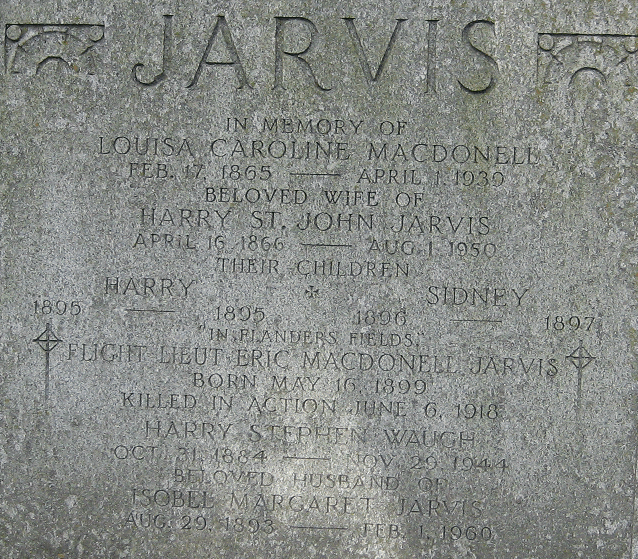 JARVIS
IN MEMORY OF
LOUISA CAROLINE MACDONELL
FEB. 17, 1865 — APRIL 1, 1939
BELOVED WIFE OF
HARRY ST. JOHN JARVIS
APRIL 16, 1866 — AUG. 1, 1950
THEIR CHILDREN
HARRY SIDNEY
1895 — 1895 1896 — 1897
"IN FLANDERS FIELDS,"
FLIGHT LIEUT. ERIC MACDONELL JARVIS
BORN MAY 16, 1899
KILLED IN ACTION JUNE 6, 1918
HARRY STEPHEN WAUGH
OCT. 31, 1884 — NOV. 29, 1944
BELOVED HUSBAND OF
ISOBEL MARGARET JARVIS
AUG. 29, 1893 — FEB. 1, 1960